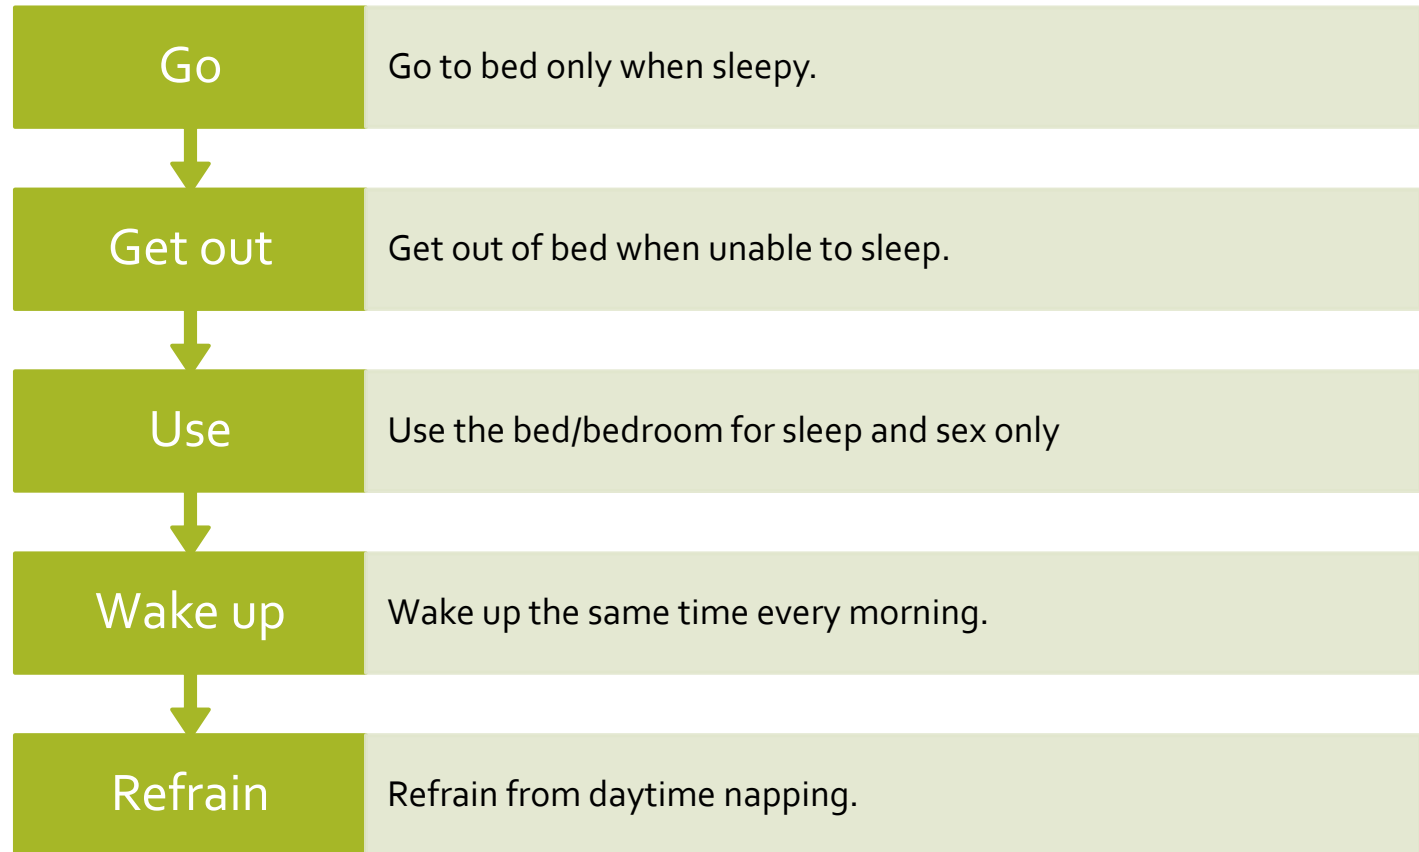 Go
Go to bed only when sleepy.
Get out
Get out of bed when unable to sleep.
Use
Use the bed/bedroom for sleep and sex only
Wake up
Wake up the same time every morning.
Refrain
Refrain from daytime napping.